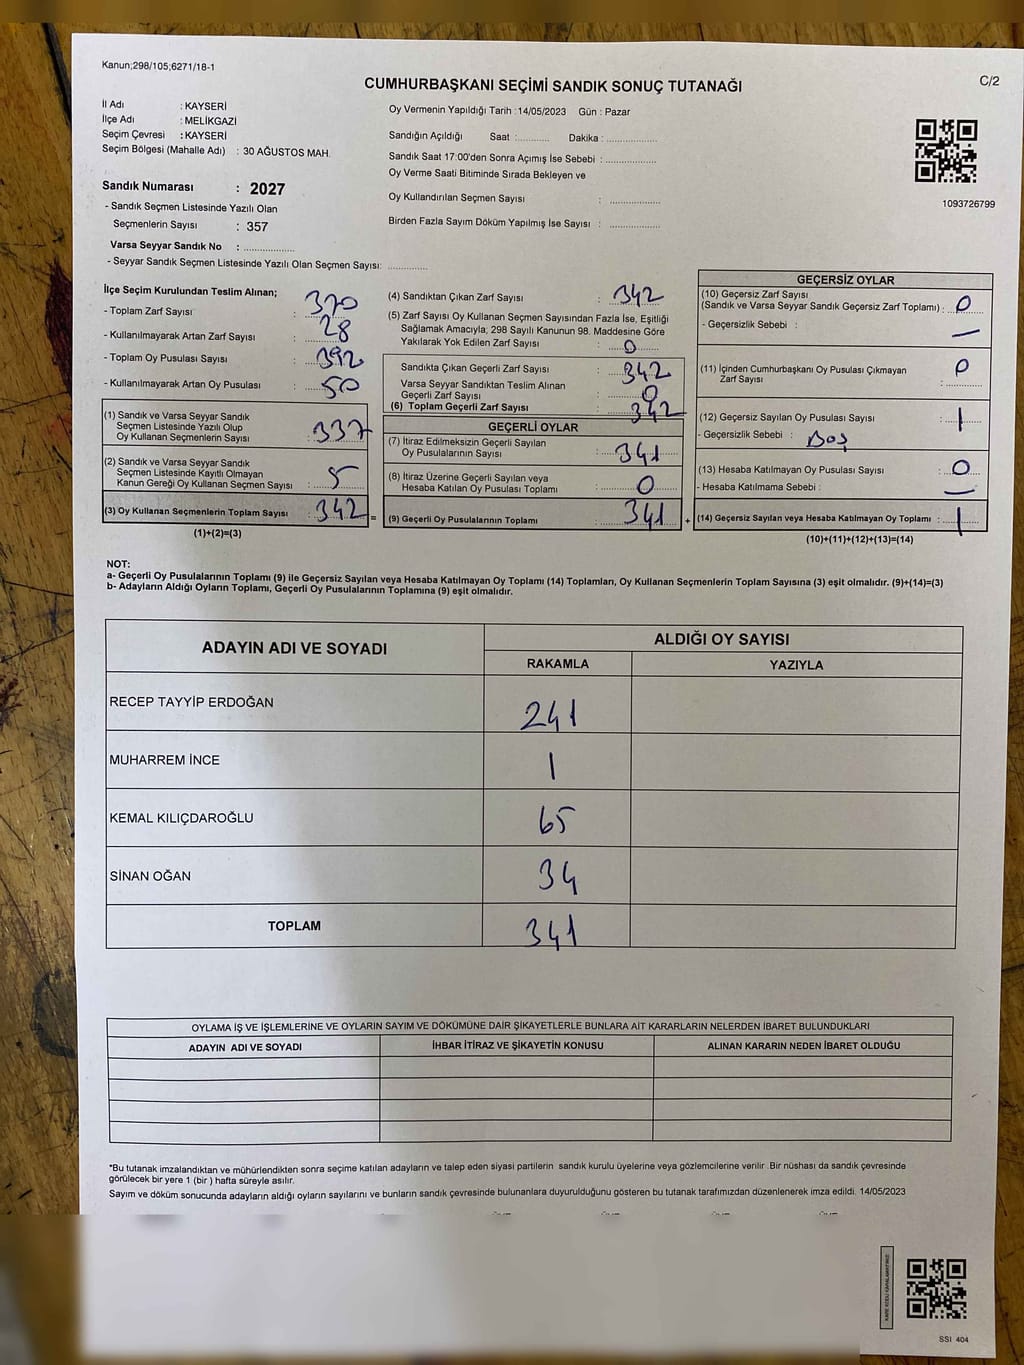 Kanun;298/105;6271/18-1
CUMHURBAŞKANI SEÇİMİ SANDIK SONUÇ TUTANAĞI
C/2
İl Adı : KAYSERİ
İlçe Adı : MELİKGAZİ
Seçim Çevresi : KAYSERİ
Seçim Bölgesi (Mahalle Adı) : 30 AĞUSTOS MAH.
Sandık Numarası : 2027
- Sandık Seçmen Listesinde Yazılı Olan
Seçmenlerin Sayısı : 357
Varsa Seyyar Sandık No : ..................
- Seyyar Sandık Seçmen Listesinde Yazılı Olan Seçmen Sayısı: ..............
Oy Vermenin Yapıldığı Tarih : 14/05/2023 Gün : Pazar
Sandığın Açıldığı Saat :........... Dakika : ..................
Sandık Saat 17:00'den Sonra Açımış İse Sebebi : ..................
Oy Verme Saati Bitiminde Sırada Bekleyen ve
Oy Kullandırılan Seçmen Sayısı : ..................
Birden Fazla Sayım Döküm Yapılmış İse Sayısı : ..................
1093726799
İlçe Seçim Kurulundan Teslim Alınan;
- Toplam Zarf Sayısı : 370
- Kullanılmayarak Artan Zarf Sayısı : 28
- Toplam Oy Pusulası Sayısı : 392
- Kullanılmayarak Artan Oy Pusulası : 50
(1) Sandık ve Varsa Seyyar Sandık
Seçmen Listesinde Yazılı Olup
Oy Kullanan Seçmenlerin Sayısı : 337
(2) Sandık ve Varsa Seyyar Sandık
Seçmen Listesinde Kayıtlı Olmayan
Kanun Gereği Oy Kullanan Seçmen Sayısı : 5
(3) Oy Kullanan Seçmenlerin Toplam Sayısı : 342 =
(1)+(2)=(3)
(4) Sandıktan Çıkan Zarf Sayısı : 342
(5) Zarf Sayısı Oy Kullanan Seçmen Sayısından Fazla İse, Eşitliği
Sağlamak Amacıyla; 298 Sayılı Kanunun 98. Maddesine Göre
Yakılarak Yok Edilen Zarf Sayısı : 0
Sandıkta Çıkan Geçerli Zarf Sayısı : 342
Varsa Seyyar Sandıktan Teslim Alınan
Geçerli Zarf Sayısı : 0
(6) Toplam Geçerli Zarf Sayısı : 342
GEÇERLİ OYLAR
(7) İtiraz Edilmeksizin Geçerli Sayılan
Oy Pusulalarının Sayısı : 341
(8) İtiraz Üzerine Geçerli Sayılan veya
Hesaba Katılan Oy Pusulası Toplamı : 0
(9) Geçerli Oy Pusulalarının Toplamı : 341 +
GEÇERSİZ OYLAR
(10) Geçersiz Zarf Sayısı
(Sandık ve Varsa Seyyar Sandık Geçersiz Zarf Toplamı) : 0
- Geçersizlik Sebebi : —
(11) İçinden Cumhurbaşkanı Oy Pusulası Çıkmayan
Zarf Sayısı : 0
(12) Geçersiz Sayılan Oy Pusulası Sayısı : 1
- Geçersizlik Sebebi : Boş
(13) Hesaba Katılmayan Oy Pusulası Sayısı : 0
- Hesaba Katılmama Sebebi : —
(14) Geçersiz Sayılan veya Hesaba Katılmayan Oy Toplamı : 1
(10)+(11)+(12)+(13)=(14)
NOT:
a- Geçerli Oy Pusulalarının Toplamı (9) ile Geçersiz Sayılan veya Hesaba Katılmayan Oy Toplamı (14) Toplamları, Oy Kullanan Seçmenlerin Toplam Sayısına (3) eşit olmalıdır. (9)+(14)=(3)
b- Adayların Aldığı Oyların Toplamı, Geçerli Oy Pusulalarının Toplamına (9) eşit olmalıdır.
ADAYIN ADI VE SOYADI
ALDIĞI OY SAYISI
RAKAMLA YAZIYLA
RECEP TAYYİP ERDOĞAN 241
MUHARREM İNCE 1
KEMAL KILIÇDAROĞLU 65
SİNAN OĞAN 34
TOPLAM 341
OYLAMA İŞ VE İŞLEMLERİNE VE OYLARIN SAYIM VE DÖKÜMÜNE DAİR ŞİKAYETLERLE BUNLARA AİT KARARLARIN NELERDEN İBARET BULUNDUKLARI
ADAYIN ADI VE SOYADI İHBAR İTİRAZ VE ŞİKAYETİN KONUSU ALINAN KARARIN NEDEN İBARET OLDUĞU
*Bu tutanak imzalandıktan ve mühürlendikten sonra seçime katılan adayların ve talep eden siyasi partilerin sandık kurulu üyelerine veya gözlemcilerine verilir. Bir nüshası da sandık çevresinde
görülecek bir yere 1 (bir ) hafta süreyle asılır.
Sayım ve döküm sonucunda adayların aldığı oyların sayılarını ve bunların sandık çevresinde bulunanlara duyurulduğunu gösteren bu tutanak tarafımızdan düzenlenerek imza edildi. 14/05/2023
SSI 404